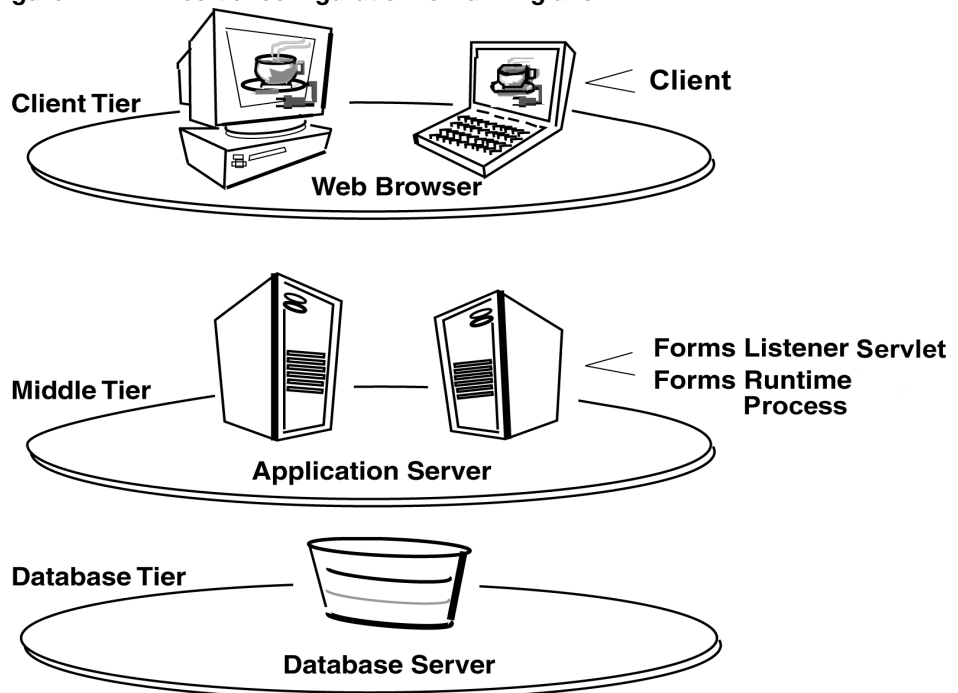 Client Tier
Client
Web Browser
Middle Tier
Forms Listener Servlet
Forms Runtime
Process
Application Server
Database Tier
Database Server